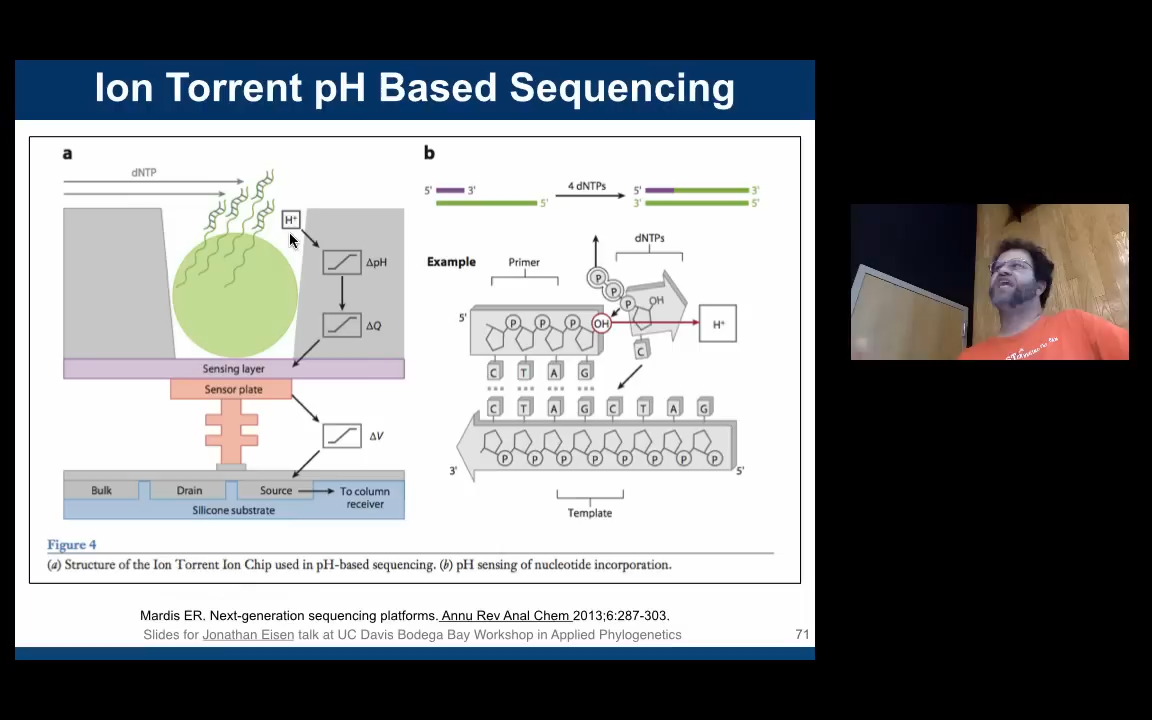 Ion Torrent pH Based Sequencing
a
dNTP
H+
ΔpH
ΔQ
Sensing layer
Sensor plate
ΔV
Bulk
Drain
Source
To column
receiver
Silicone substrate
b
5' 3' 4 dNTPs 5' 3'
5' 3' 5'
Example
Primer
dNTPs
P
P
P
OH
5'
P P P OH
H+
C
C T A G
C T A G C T A G
P P P P P P P P
3' 5'
Template
Figure 4
(a) Structure of the Ion Torrent Ion Chip used in pH-based sequencing. (b) pH sensing of nucleotide incorporation.
Mardis ER. Next-generation sequencing platforms. Annu Rev Anal Chem 2013;6:287-303.
Slides for Jonathan Eisen talk at UC Davis Bodega Bay Workshop in Applied Phylogenetics
71